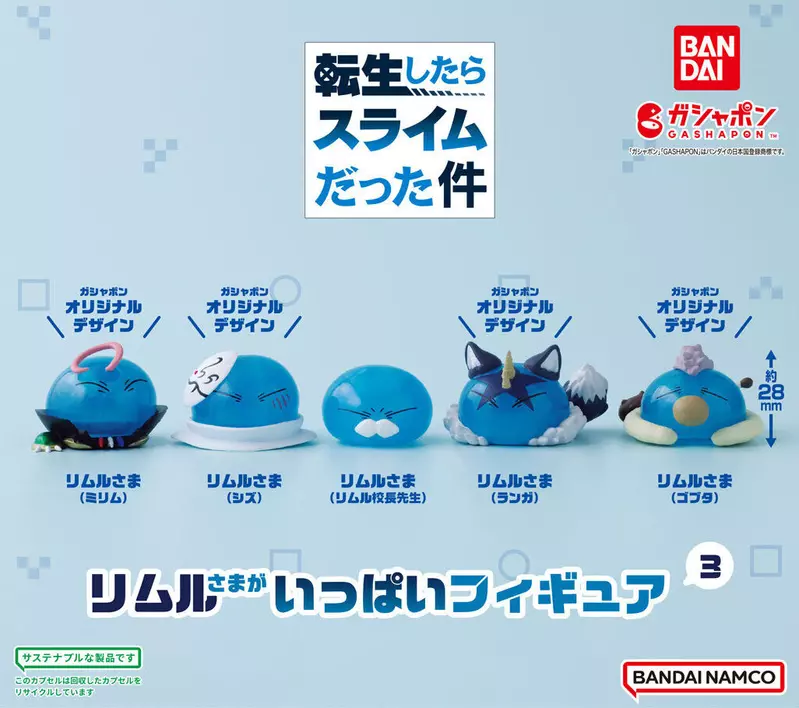 転生したら
スライム
だった件
BAN
DAI
ガシャポン
GASHAPON™
「ガシャポン」「GASHAPON」はバンダイの日本国登録商標です。
ガシャポン
オリジナル
デザイン
ガシャポン
オリジナル
デザイン
ガシャポン
オリジナル
デザイン
ガシャポン
オリジナル
デザイン
約
28
mm
リムルさま
(ミリム)
リムルさま
(シズ)
リムルさま
(リムル校長先生)
リムルさま
(ランガ)
リムルさま
(ゴブタ)
リムルさまがいっぱいフィギュア3
サステナブルな製品です
このカプセルは回収したカプセルを
リサイクルしています
BANDAI NAMCO